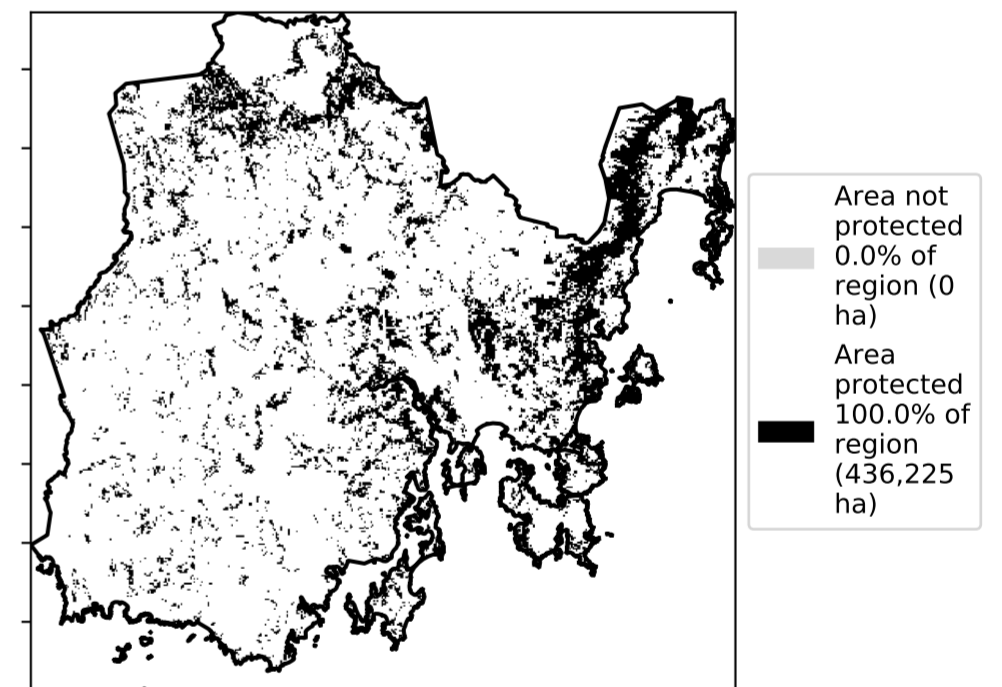 Area not
protected
0.0% of
region (0
ha)
Area
protected
100.0% of
region
(436,225
ha)